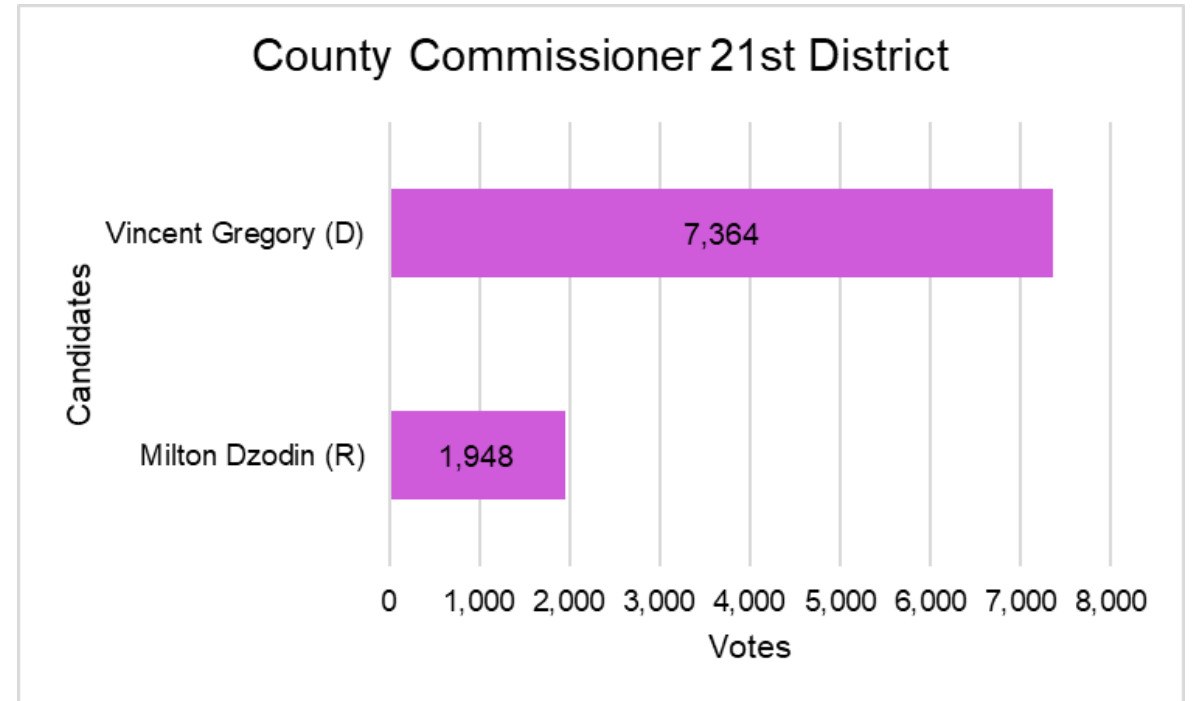 County Commissioner 21st District
Candidates
Vincent Gregory (D)
7,364
Milton Dzodin (R)
1,948
0 1,000 2,000 3,000 4,000 5,000 6,000 7,000 8,000
Votes